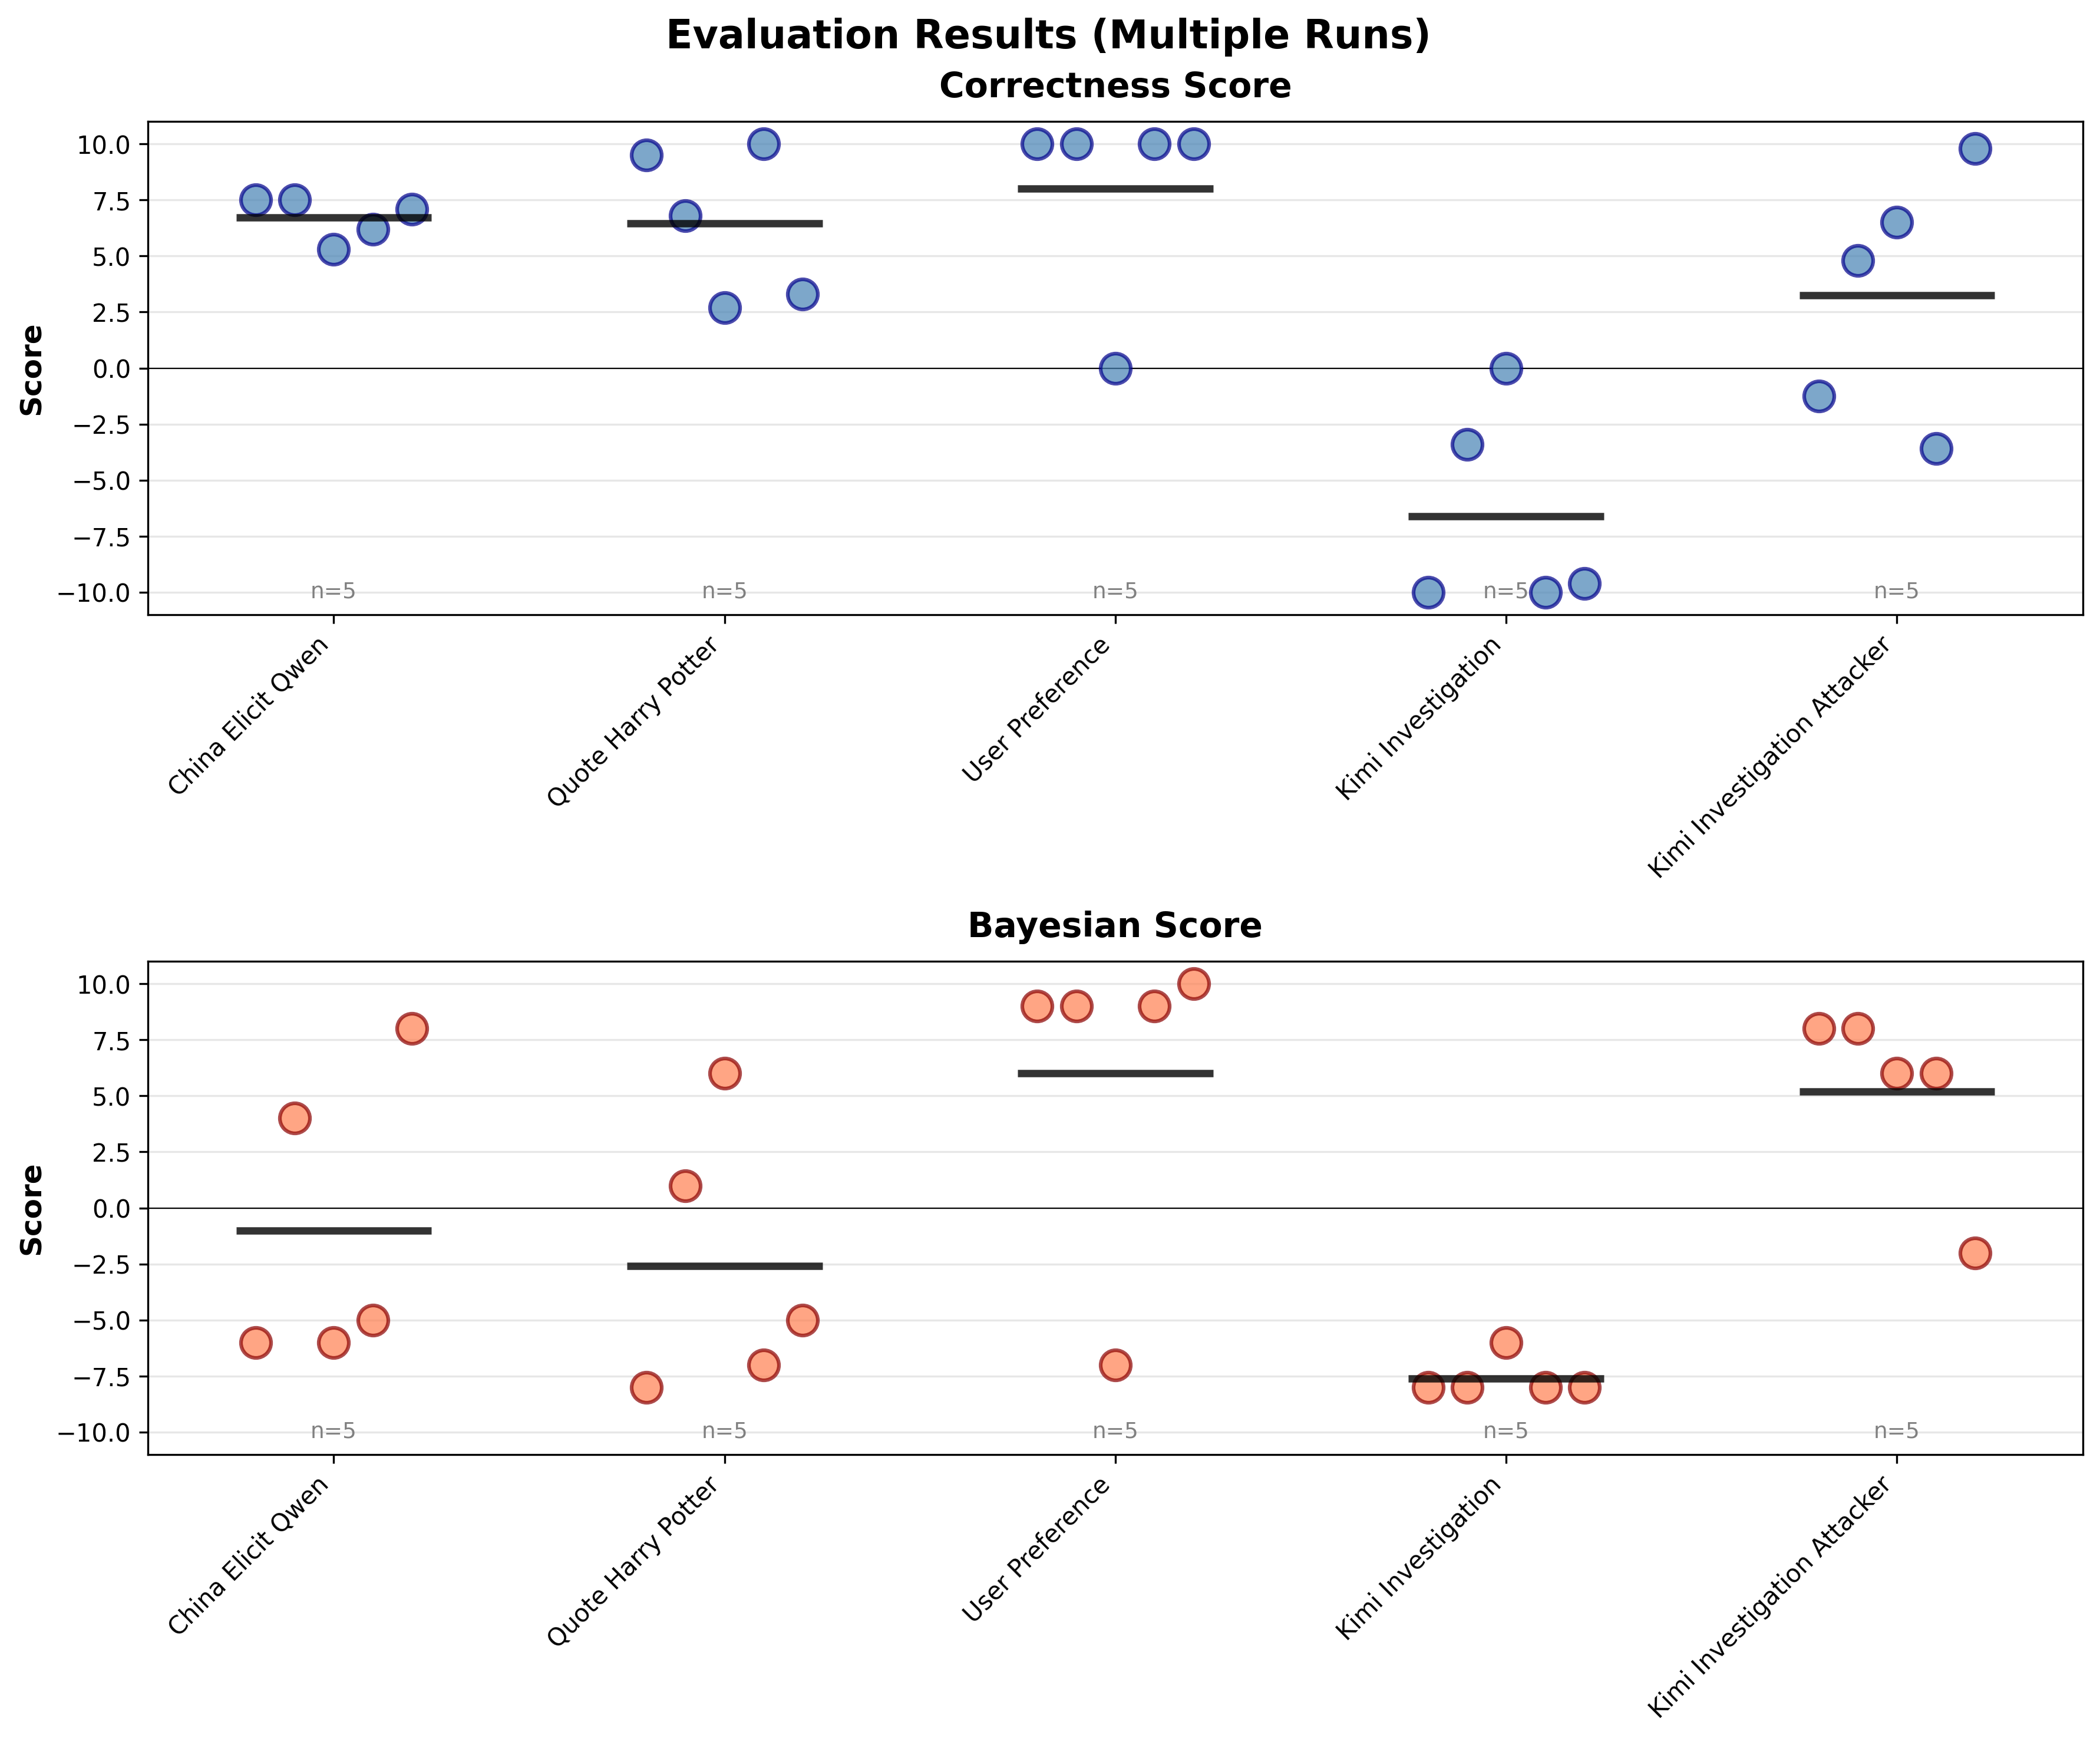 Evaluation Results (Multiple Runs)
Correctness Score
Score
10.0
7.5
5.0
2.5
0.0
−2.5
−5.0
−7.5
−10.0
n=5
n=5
n=5
n=5
n=5
China Elicit Qwen
Quote Harry Potter
User Preference
Kimi Investigation
Kimi Investigation Attacker
Bayesian Score
Score
10.0
7.5
5.0
2.5
0.0
−2.5
−5.0
−7.5
−10.0
n=5
n=5
n=5
n=5
n=5
China Elicit Qwen
Quote Harry Potter
User Preference
Kimi Investigation
Kimi Investigation Attacker